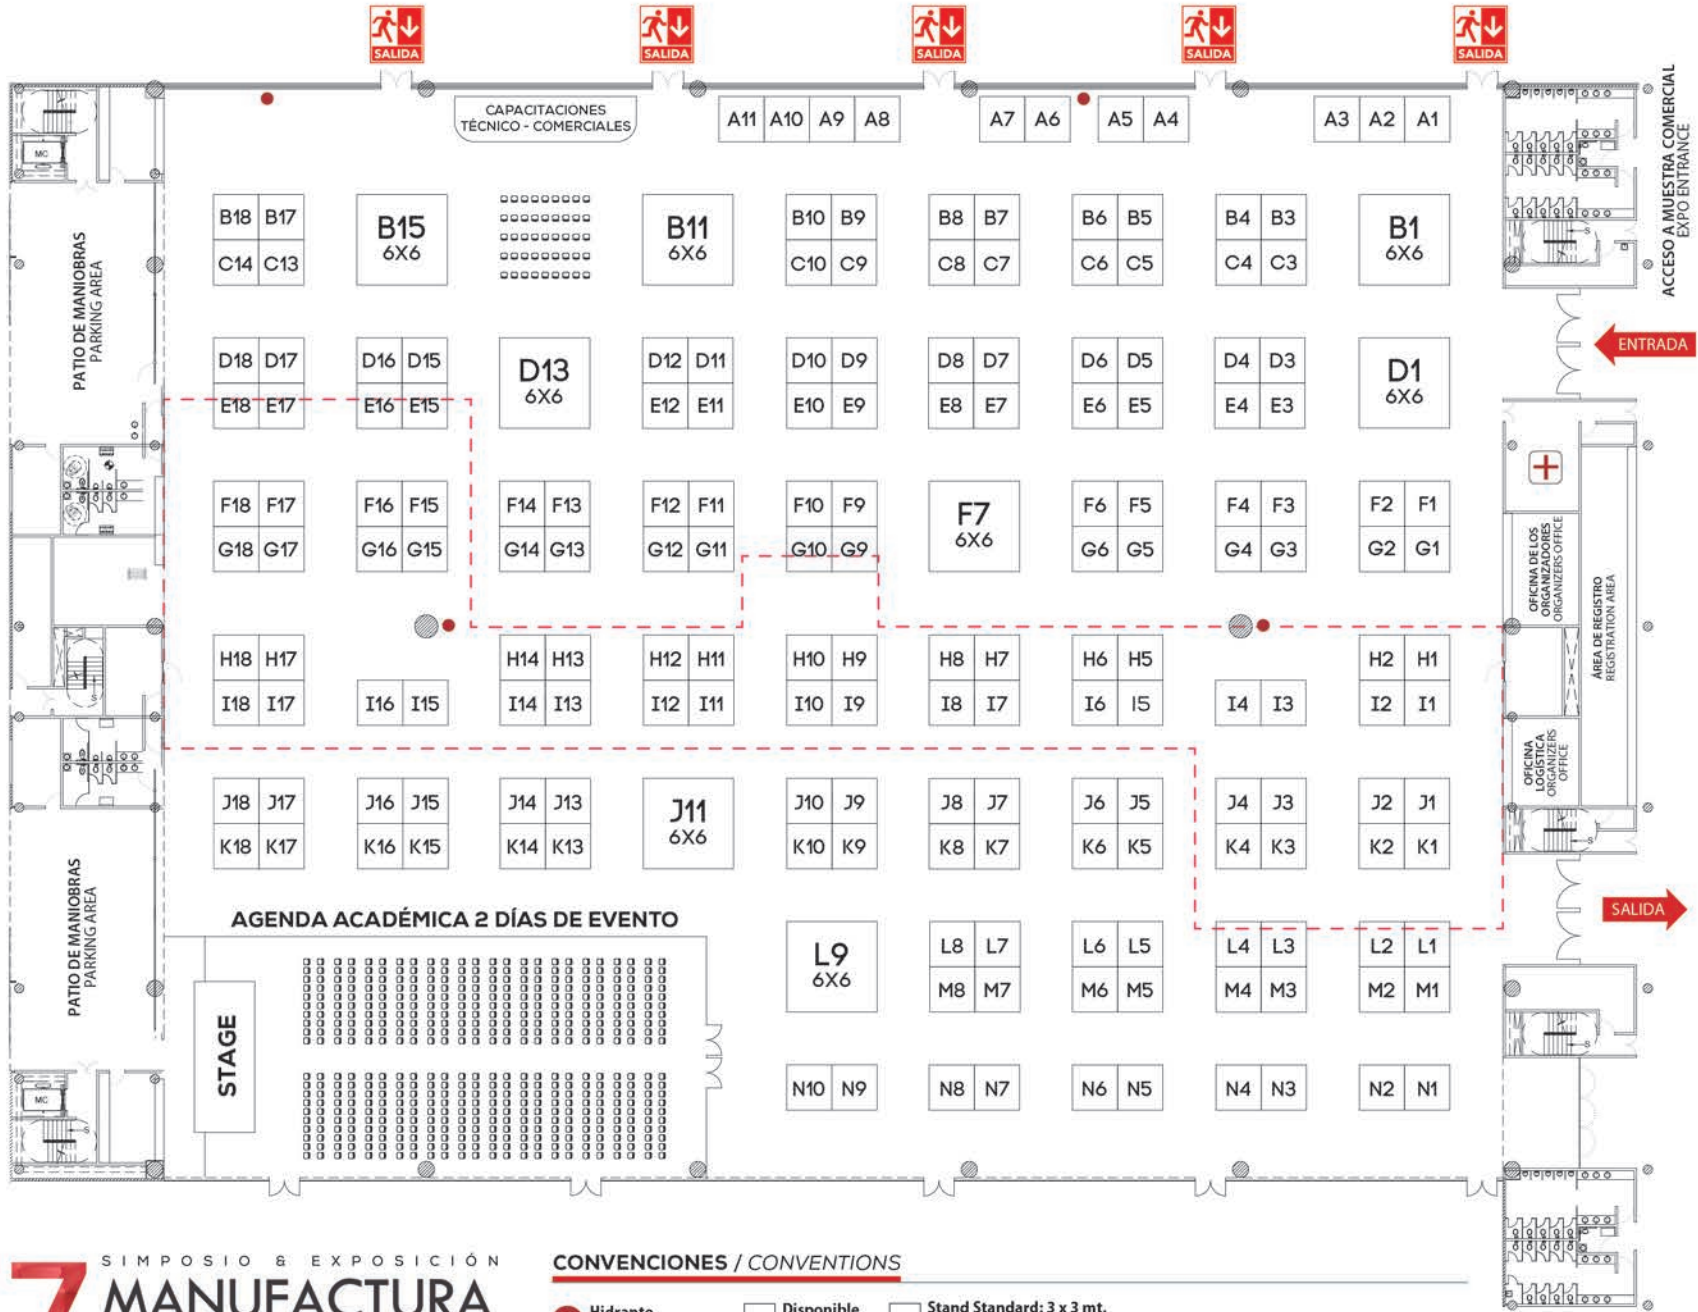 SALIDA SALIDA SALIDA SALIDA SALIDA
CAPACITACIONES
TÉCNICO - COMERCIALES
A11 A10 A9 A8 A7 A6 A5 A4 A3 A2 A1
MC
ACCESO A MUESTRA COMERCIAL
EXPO ENTRANCE
PATIO DE MANIOBRAS
PARKING AREA
B18 B17 B15 B11 B10 B9 B8 B7 B6 B5 B4 B3 B1
6X6 6X6 6X6
C14 C13 C10 C9 C8 C7 C6 C5 C4 C3
S
ENTRADA
D18 D17 D16 D15 D13 D12 D11 D10 D9 D8 D7 D6 D5 D4 D3 D1
6X6 6X6
E18 E17 E16 E15 E12 E11 E10 E9 E8 E7 E6 E5 E4 E3
F18 F17 F16 F15 F14 F13 F12 F11 F10 F9 F7 F6 F5 F4 F3 F2 F1
6X6
G18 G17 G16 G15 G14 G13 G12 G11 G10 G9 G6 G5 G4 G3 G2 G1
OFICINA DE LOS
ORGANIZADORES
ORGANIZERS OFFICE
ÁREA DE REGISTRO
REGISTRATION AREA
H18 H17 H14 H13 H12 H11 H10 H9 H8 H7 H6 H5 H2 H1
S
I18 I17 I16 I15 I14 I13 I12 I11 I10 I9 I8 I7 I6 I5 I4 I3 I2 I1
OFICINA
LOGÍSTICA
ORGANIZERS
OFFICE
J18 J17 J16 J15 J14 J13 J11 J10 J9 J8 J7 J6 J5 J4 J3 J2 J1
6X6
K18 K17 K16 K15 K14 K13 K10 K9 K8 K7 K6 K5 K4 K3 K2 K1
S
PATIO DE MANIOBRAS
PARKING AREA
AGENDA ACADÉMICA 2 DÍAS DE EVENTO
SALIDA
L9 L8 L7 L6 L5 L4 L3 L2 L1
6X6
M8 M7 M6 M5 M4 M3 M2 M1
STAGE
S
MC
N10 N9 N8 N7 N6 N5 N4 N3 N2 N1
S
7
SIMPOSIO & EXPOSICIÓN
MANUFACTURA
CONVENCIONES / CONVENTIONS
Hidrante Disponible Stand Standard: 3 x 3 mt.